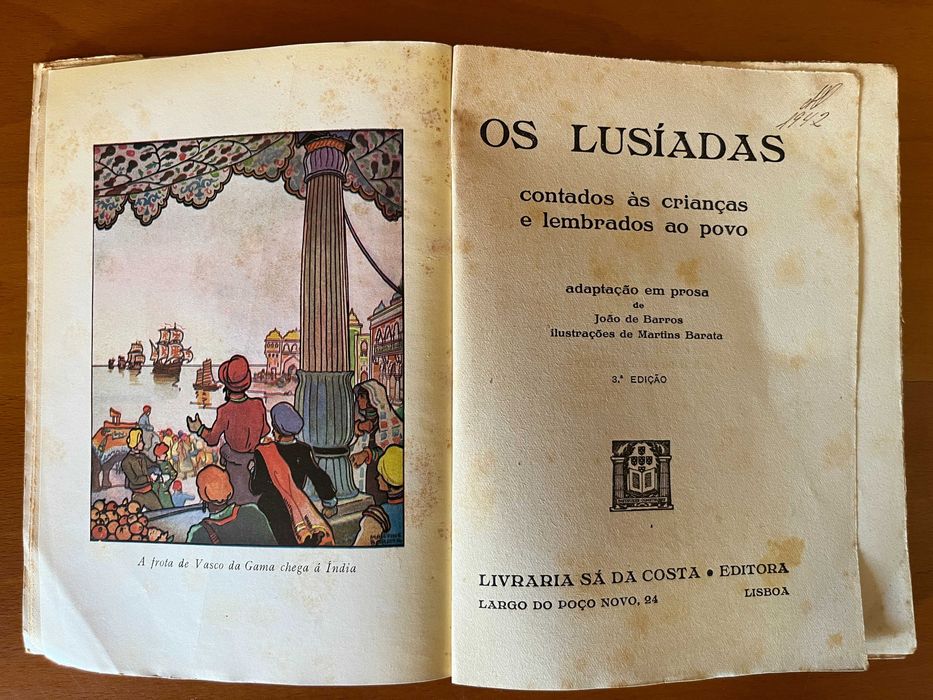 A frota de Vasco da Gama chega á Índia
1942
OS LUSÍADAS
contados às crianças
e lembrados ao povo
adaptação em prosa
de
João de Barros
ilustrações de Martins Barata
3.ª EDIÇÃO
LIVRARIA SÁ DA COSTA • EDITORA
LARGO DO POÇO NOVO, 24 LISBOA